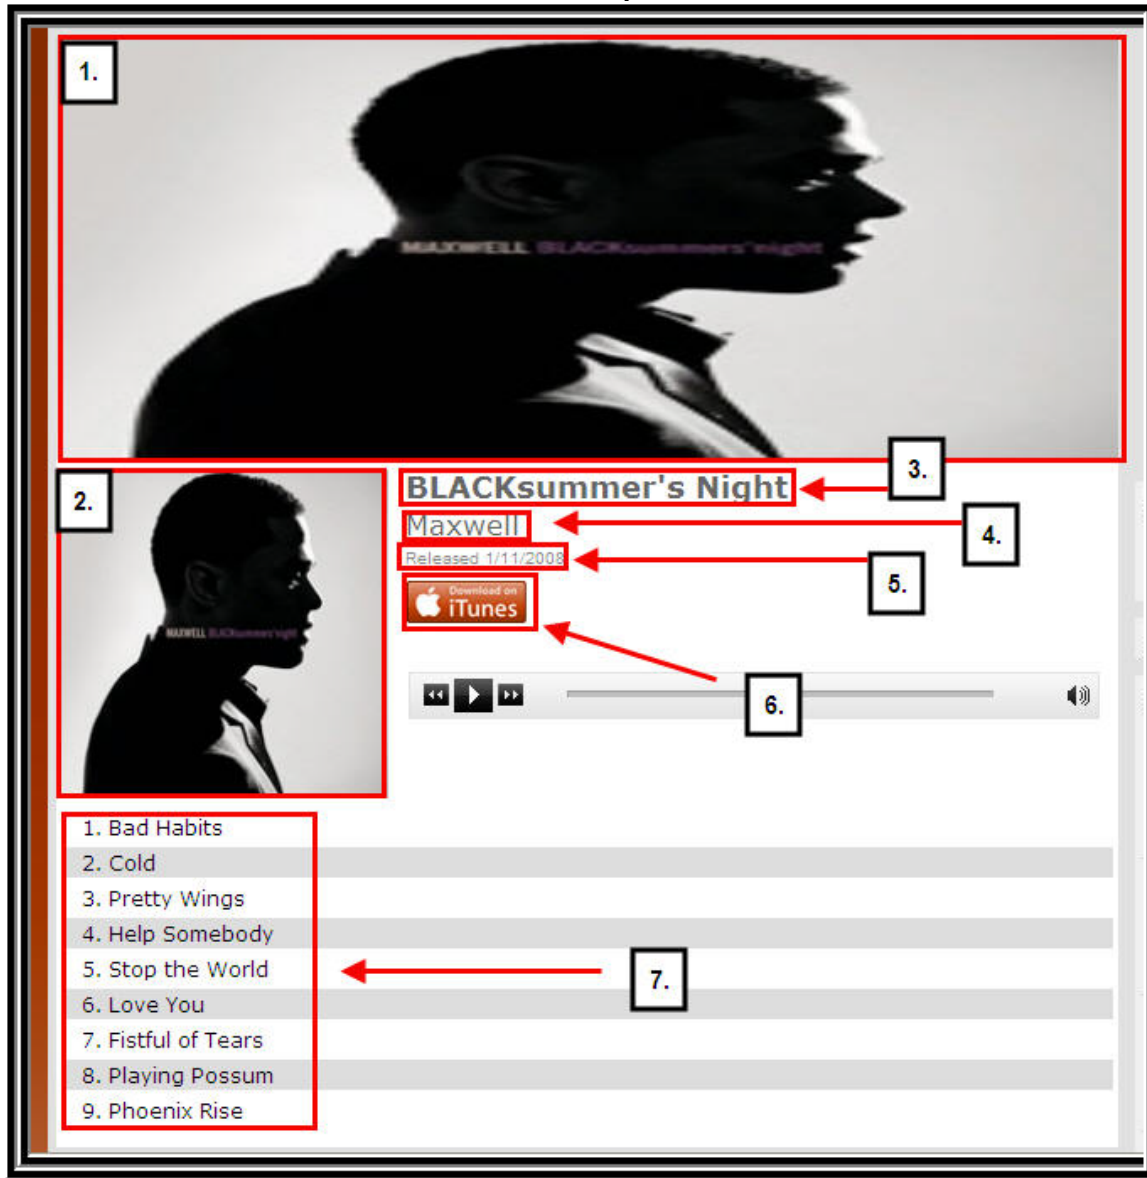 1.
MAXWELL BLACKsummers'night
2.
BLACKsummer's Night
3.
Maxwell
4.
Released 1/11/2008
5.
Download on
iTunes
MAXWELL BLACKsummers'night
6.
1. Bad Habits
2. Cold
3. Pretty Wings
4. Help Somebody
5. Stop the World
7.
6. Love You
7. Fistful of Tears
8. Playing Possum
9. Phoenix Rise